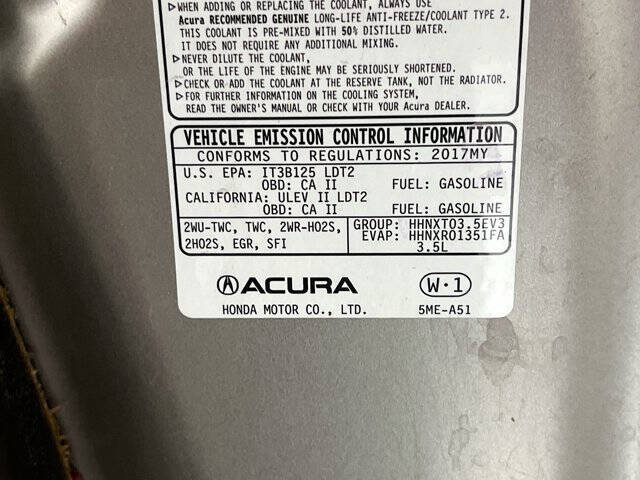 ▷WHEN ADDING OR REPLACING THE COOLANT, ALWAYS USE
Acura RECOMMENDED GENUINE LONG-LIFE ANTI-FREEZE/COOLANT TYPE 2.
THIS COOLANT IS PRE-MIXED WITH 50% DISTILLED WATER.
IT DOES NOT REQUIRE ANY ADDITIONAL MIXING.
▷NEVER DILUTE THE COOLANT,
OR THE LIFE OF THE ENGINE MAY BE SERIOUSLY SHORTENED.
▷CHECK OR ADD THE COOLANT AT THE RESERVE TANK, NOT THE RADIATOR.
▷FOR FURTHER INFORMATION ON THE COOLING SYSTEM,
READ THE OWNER'S MANUAL OR CHECK WITH YOUR Acura DEALER.
VEHICLE EMISSION CONTROL INFORMATION
CONFORMS TO REGULATIONS: 2017MY
U.S. EPA: IT3B125 LDT2
OBD: CA II FUEL: GASOLINE
CALIFORNIA: ULEV II LDT2
OBD: CA II FUEL: GASOLINE
2WU-TWC, TWC, 2WR-HO2S,
2HO2S, EGR, SFI
GROUP: HHNXT03.5EV3
EVAP: HHNXR01351FA
3.5L
ACURA
HONDA MOTOR CO., LTD.
W·1
5ME-A51